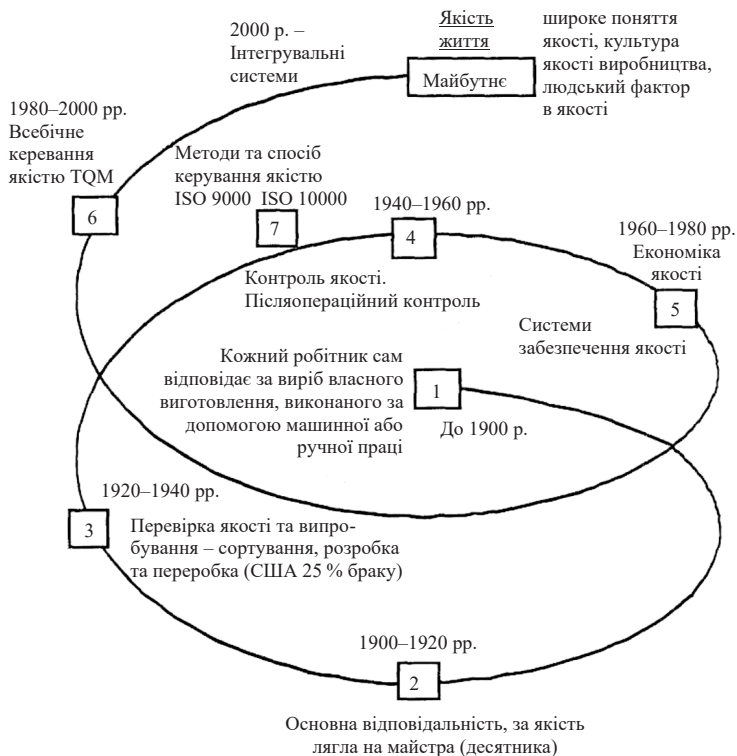 2000 р. –
Інтегрувальні
системи
Якість
життя
Майбутнє
широке поняття
якості, культура
якості виробництва,
людський фактор
в якості
1980–2000 рр.
Всебічне
керевання
якістю TQM
6
Методи та спосіб
керування якістю
ISO 9000 ISO 10000
7
1940–1960 рр.
4
Контроль якості.
Післяопераційний контроль
1960–1980 рр.
Економіка
якості
5
Системи
забезпечення якості
Кожний робітник сам
відповідає за виріб власного
виготовлення, виконаного за
допомогою машинної або
ручної праці
1
До 1900 р.
1920–1940 рр.
3
Перевірка якості та випро-
бування – сортування, розробка
та переробка (США 25 % браку)
1900–1920 рр.
2
Основна відповідальність, за якість
лягла на майстра (десятника)